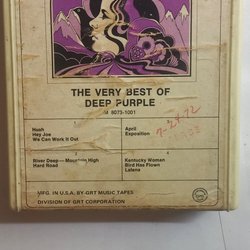 THE VERY BEST OF
DEEP PURPLE
M 8073-1001
Hush
Hey Joe
We Can Work It Out
April
Exposition
River Deep—Mountain High
Hard Road
Kentucky Woman
Bird Has Flown
Lalena
MFG. IN U.S.A. BY GRT MUSIC TAPES
DIVISION OF GRT CORPORATION